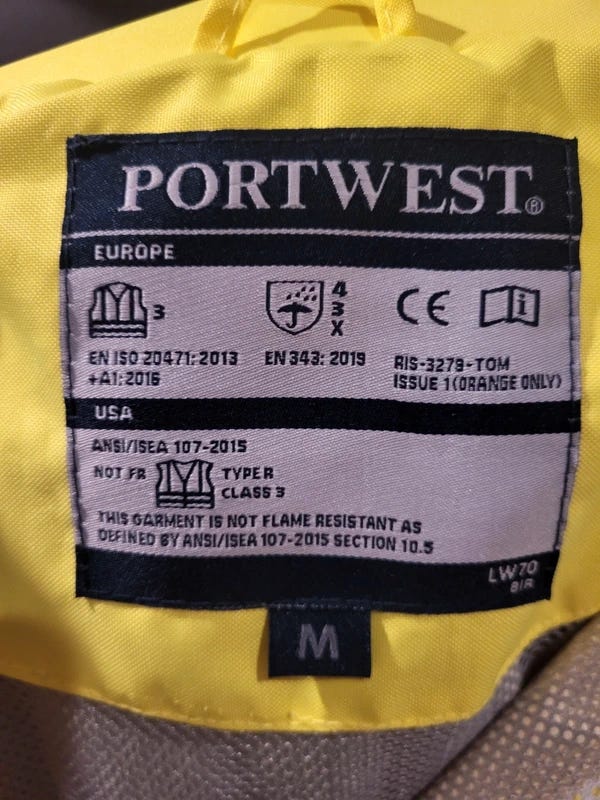 PORTWEST®
EUROPE
3
4
3
X
CE
i
EN ISO 20471: 2013
+A1: 2016
EN 343: 2019
RIS-3279-TOM
ISSUE 1 (ORANGE ONLY)
USA
ANSI/ISEA 107-2015
NOT FR
TYPE R
CLASS 3
THIS GARMENT IS NOT FLAME RESISTANT AS
DEFINED BY ANSI/ISEA 107-2015 SECTION 10.5
LW70
BIR
M